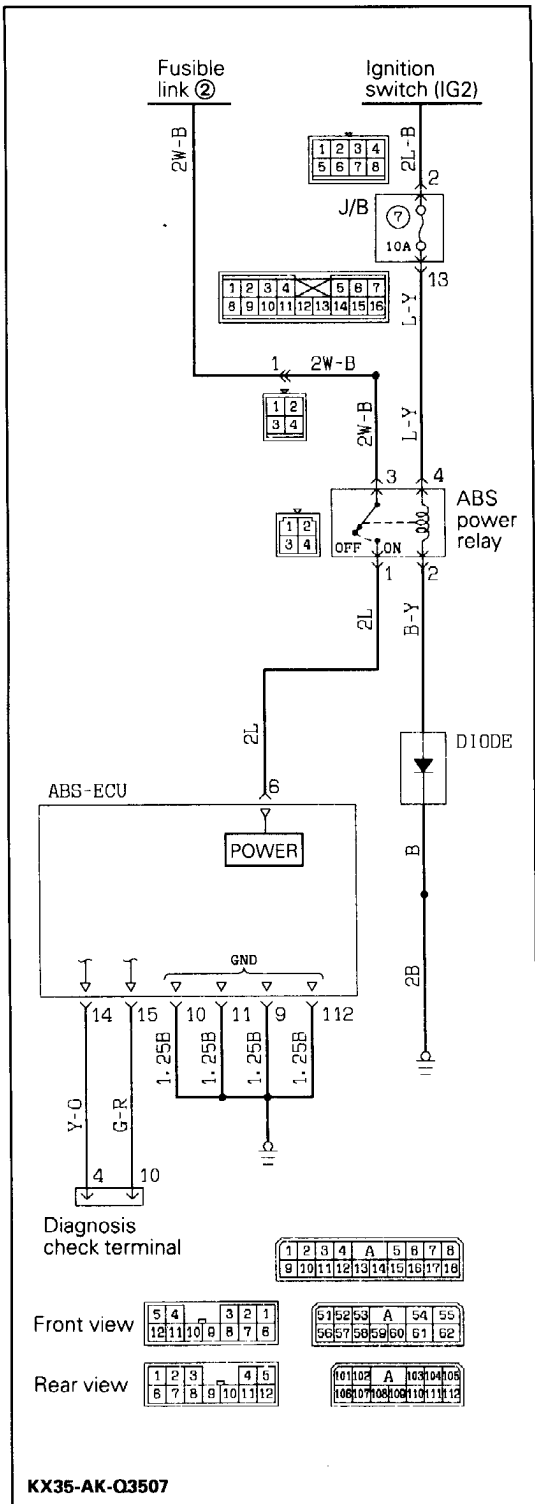 Fusible
link ②
Ignition
switch (IG2)
2W-B
2L-B
1 2 3 4
5 6 7 8
2
J/B
7
10A
13
1 2 3 4 5 6 7
8 9 10 11 12 13 14 15 16
L-Y
1
2W-B
1 2
3 4
2W-B
L-Y
3
4
ABS
power
relay
1 2
3 4
OFF
ON
1
2
2L
B-Y
DIODE
2L
6
ABS-ECU
POWER
B
GND
2B
14
15
10
11
9
112
1.25B
1.25B
1.25B
1.25B
Y-O
G-R
4
10
Diagnosis
check terminal
1 2 3 4 A 5 6 7 8
9 10 11 12 13 14 15 16 17 18
Front view
5 4 3 2 1
12 11 10 9 8 7 6
51 52 53 A 54 55
56 57 58 59 60 61 62
Rear view
1 2 3 4 5
6 7 8 9 10 11 12
101 102 A 103 104 105
106 107 108 109 110 111 112
KX35-AK-Q3507